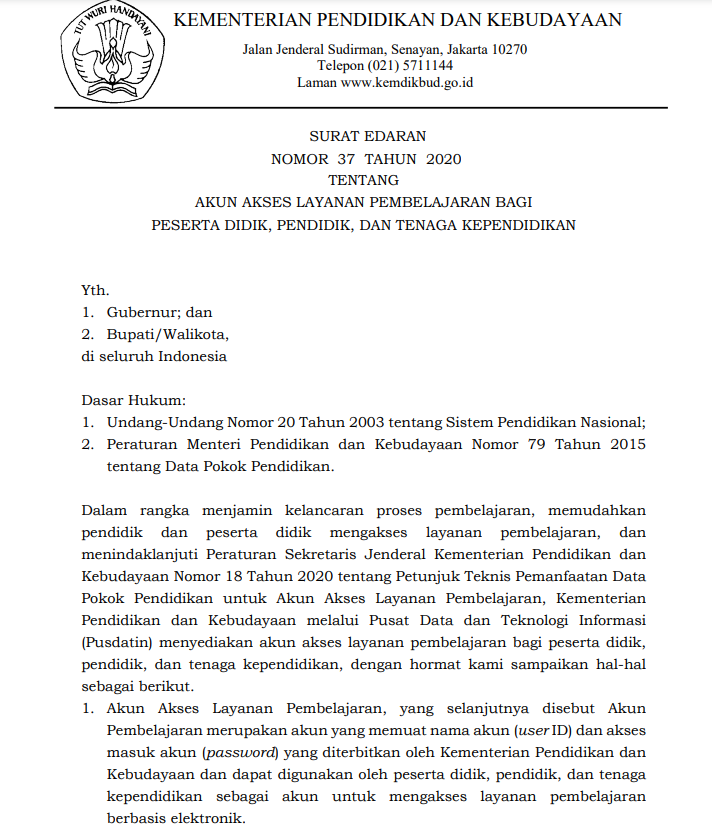 TUT WURI HANDAYANI
KEMENTERIAN PENDIDIKAN DAN KEBUDAYAAN
Jalan Jenderal Sudirman, Senayan, Jakarta 10270
Telepon (021) 5711144
Laman www.kemdikbud.go.id
SURAT EDARAN
NOMOR 37 TAHUN 2020
TENTANG
AKUN AKSES LAYANAN PEMBELAJARAN BAGI
PESERTA DIDIK, PENDIDIK, DAN TENAGA KEPENDIDIKAN
Yth.
1. Gubernur; dan
2. Bupati/Walikota,
di seluruh Indonesia
Dasar Hukum:
1. Undang-Undang Nomor 20 Tahun 2003 tentang Sistem Pendidikan Nasional;
2. Peraturan Menteri Pendidikan dan Kebudayaan Nomor 79 Tahun 2015
tentang Data Pokok Pendidikan.
Dalam rangka menjamin kelancaran proses pembelajaran, memudahkan
pendidik dan peserta didik mengakses layanan pembelajaran, dan
menindaklanjuti Peraturan Sekretaris Jenderal Kementerian Pendidikan dan
Kebudayaan Nomor 18 Tahun 2020 tentang Petunjuk Teknis Pemanfaatan Data
Pokok Pendidikan untuk Akun Akses Layanan Pembelajaran, Kementerian
Pendidikan dan Kebudayaan melalui Pusat Data dan Teknologi Informasi
(Pusdatin) menyediakan akun akses layanan pembelajaran bagi peserta didik,
pendidik, dan tenaga kependidikan, dengan hormat kami sampaikan hal-hal
sebagai berikut.
1. Akun Akses Layanan Pembelajaran, yang selanjutnya disebut Akun
Pembelajaran merupakan akun yang memuat nama akun (user ID) dan akses
masuk akun (password) yang diterbitkan oleh Kementerian Pendidikan dan
Kebudayaan dan dapat digunakan oleh peserta didik, pendidik, dan tenaga
kependidikan sebagai akun untuk mengakses layanan pembelajaran
berbasis elektronik.